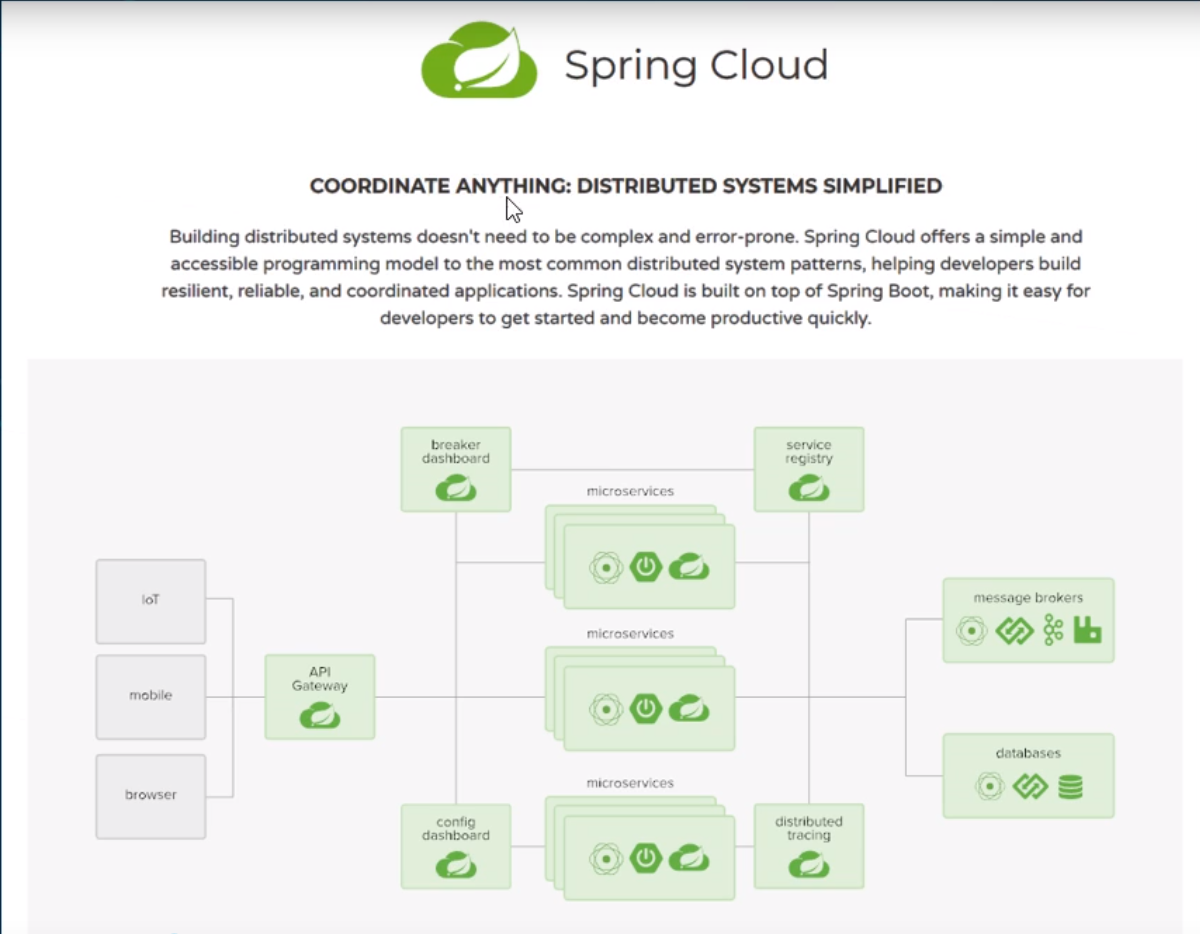 Spring Cloud
COORDINATE ANYTHING: DISTRIBUTED SYSTEMS SIMPLIFIED
Building distributed systems doesn't need to be complex and error-prone. Spring Cloud offers a simple and
accessible programming model to the most common distributed system patterns, helping developers build
resilient, reliable, and coordinated applications. Spring Cloud is built on top of Spring Boot, making it easy for
developers to get started and become productive quickly.
breaker
dashboard
service
registry
microservices
IoT
message brokers
microservices
API
Gateway
mobile
databases
microservices
browser
config
dashboard
distributed
tracing